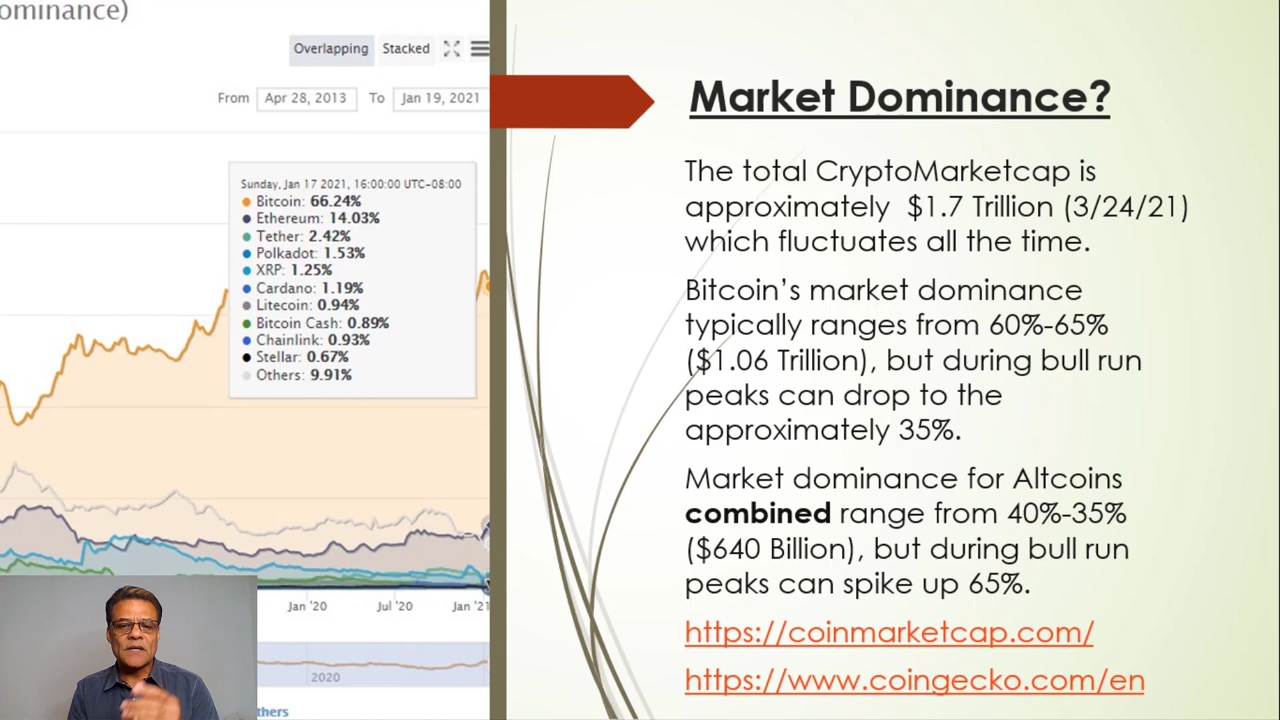 ominance)
Overlapping Stacked
From Apr 28, 2013 To Jan 19, 2021
Sunday, Jan 17 2021, 16:00:00 UTC-08:00
Bitcoin: 66.24%
Ethereum: 14.03%
Tether: 2.42%
Polkadot: 1.53%
XRP: 1.25%
Cardano: 1.19%
Litecoin: 0.94%
Bitcoin Cash: 0.89%
Chainlink: 0.93%
Stellar: 0.67%
Others: 9.91%
Jan '20 Jul '20 Jan '21
2020
thers
Market Dominance?
The total CryptoMarketcap is
approximately $1.7 Trillion (3/24/21)
which fluctuates all the time.
Bitcoin’s market dominance
typically ranges from 60%-65%
($1.06 Trillion), but during bull run
peaks can drop to the
approximately 35%.
Market dominance for Altcoins
combined range from 40%-35%
($640 Billion), but during bull run
peaks can spike up 65%.
https://coinmarketcap.com/
https://www.coingecko.com/en